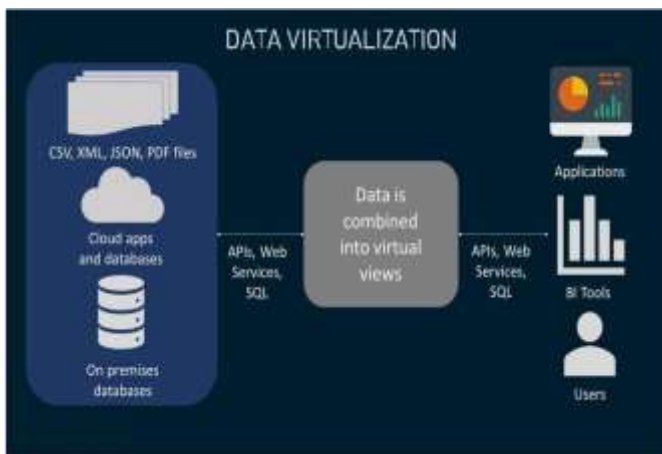 DATA VIRTUALIZATION
CSV, XML, JSON, PDF files
Cloud apps
and databases
On premises
databases
APIs, Web
Services,
SQL
Data is
combined
into virtual
views
APIs, Web
Services,
SQL
Applications
BI Tools
Users